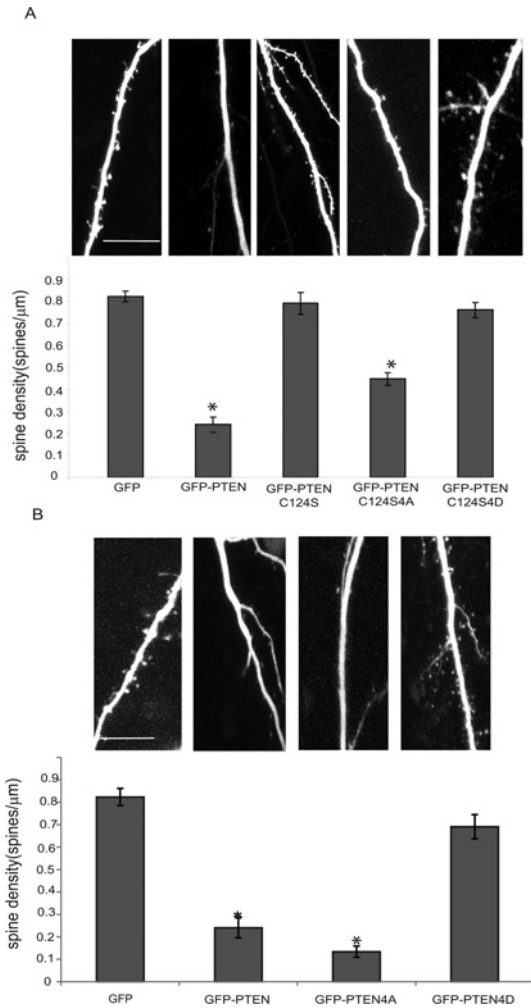 A
spine density(spines/μm)
0.9
0.8
0.7
0.6
0.5
0.4
0.3
0.2
0.1
0
*
*
GFP
GFP-PTEN
GFP-PTEN
C124S
GFP-PTEN
C124S4A
GFP-PTEN
C124S4D
B
spine density(spines/μm)
0.9
0.8
0.7
0.6
0.5
0.4
0.3
0.2
0.1
0
*
*
GFP
GFP-PTEN
GFP-PTEN4A
GFP-PTEN4D